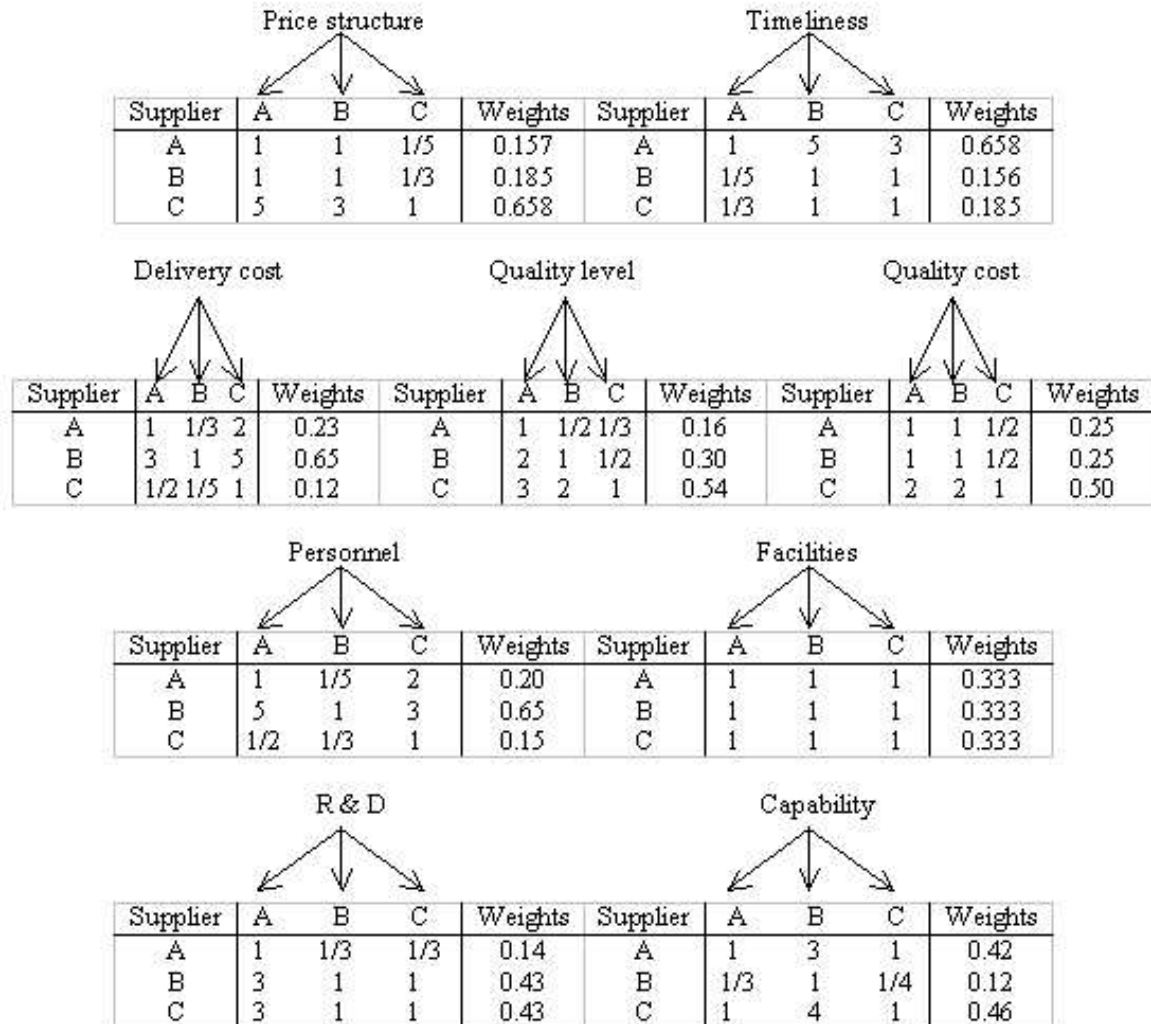 Price structure Timeliness
Supplier A B C Weights Supplier A B C Weights
A 1 1 1/5 0.157 A 1 5 3 0.658
B 1 1 1/3 0.185 B 1/5 1 1 0.156
C 5 3 1 0.658 C 1/3 1 1 0.185
Delivery cost Quality level Quality cost
Supplier A B C Weights Supplier A B C Weights Supplier A B C Weights
A 1 1/3 2 0.23 A 1 1/2 1/3 0.16 A 1 1 1/2 0.25
B 3 1 5 0.65 B 2 1 1/2 0.30 B 1 1 1/2 0.25
C 1/2 1/5 1 0.12 C 3 2 1 0.54 C 2 2 1 0.50
Personnel Facilities
Supplier A B C Weights Supplier A B C Weights
A 1 1/5 2 0.20 A 1 1 1 0.333
B 5 1 3 0.65 B 1 1 1 0.333
C 1/2 1/3 1 0.15 C 1 1 1 0.333
R & D Capability
Supplier A B C Weights Supplier A B C Weights
A 1 1/3 1/3 0.14 A 1 3 1 0.42
B 3 1 1 0.43 B 1/3 1 1/4 0.12
C 3 1 1 0.43 C 1 4 1 0.46